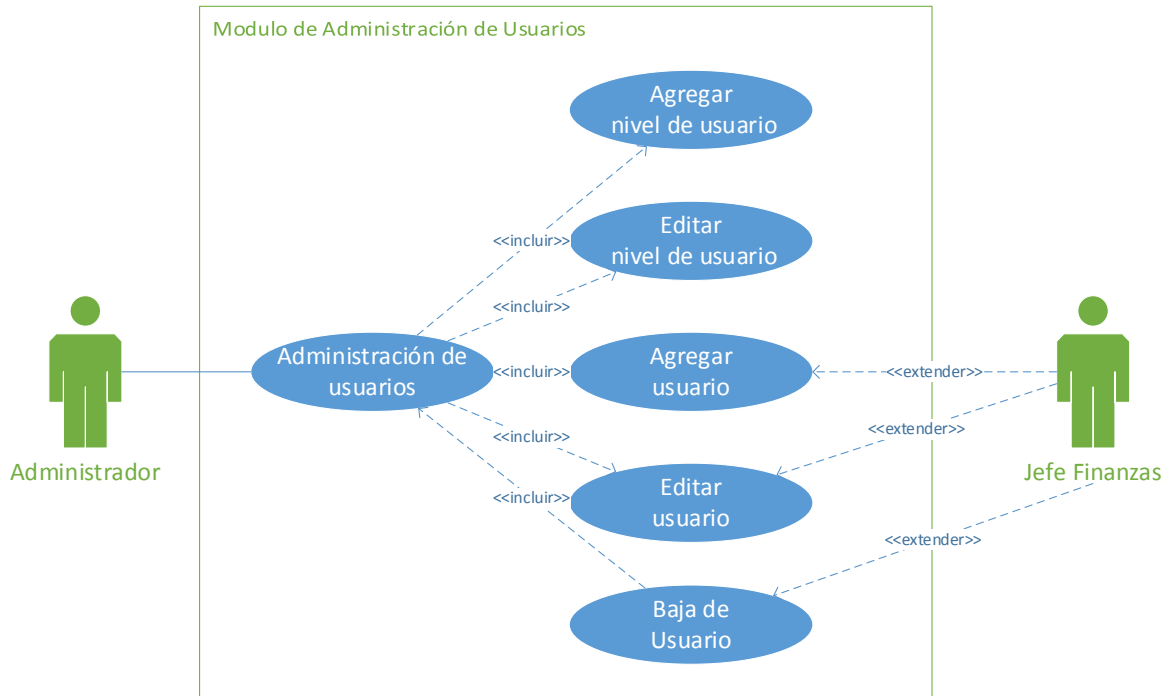 Modulo de Administración de Usuarios
Agregar
nivel de usuario
<<incluir>>
Editar
nivel de usuario
<<incluir>>
Administración de
usuarios
<<incluir>>
Agregar
usuario
<<extender>>
<<extender>>
<<incluir>>
Administrador
Editar
usuario
Jefe Finanzas
<<incluir>>
<<extender>>
Baja de
Usuario